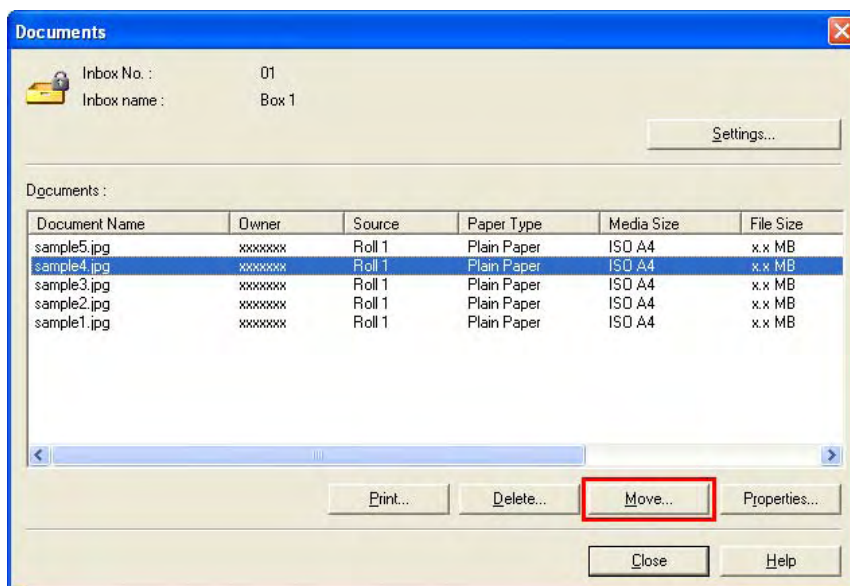 Documents
Inbox No. : 01
Inbox name : Box 1
Settings...
Documents :
Document Name Owner Source Paper Type Media Size File Size
sample5.jpg xxxxxxx Roll 1 Plain Paper ISO A4 x.x MB
sample4.jpg xxxxxxx Roll 1 Plain Paper ISO A4 x.x MB
sample3.jpg xxxxxxx Roll 1 Plain Paper ISO A4 x.x MB
sample2.jpg xxxxxxx Roll 1 Plain Paper ISO A4 x.x MB
sample1.jpg xxxxxxx Roll 1 Plain Paper ISO A4 x.x MB
Print... Delete... Move... Properties...
Close Help